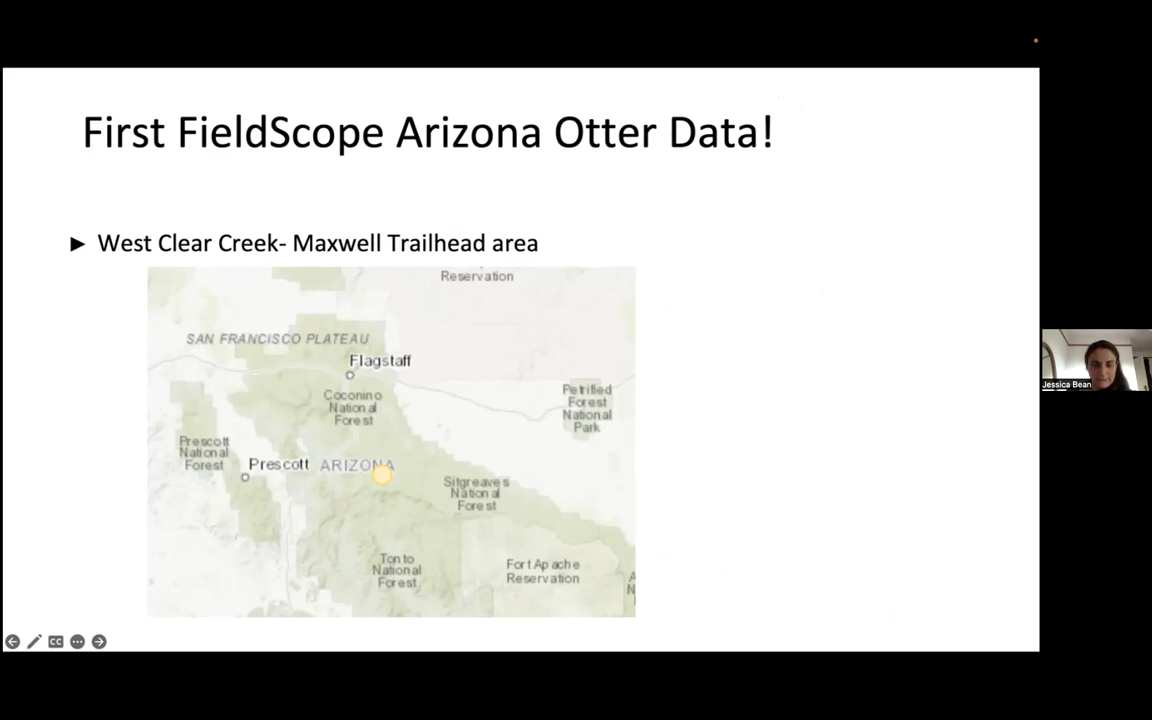 First FieldScope Arizona Otter Data!
► West Clear Creek- Maxwell Trailhead area
Reservation
SAN FRANCISCO PLATEAU
Flagstaff
Coconino
National
Forest
Petrified
Forest
National
Park
Prescott
National
Forest
Prescott
ARIZONA
Sitgreaves
National
Forest
Tonto
National
Forest
Fort Apache
Reservation
A
N
CC
Jessica Bean